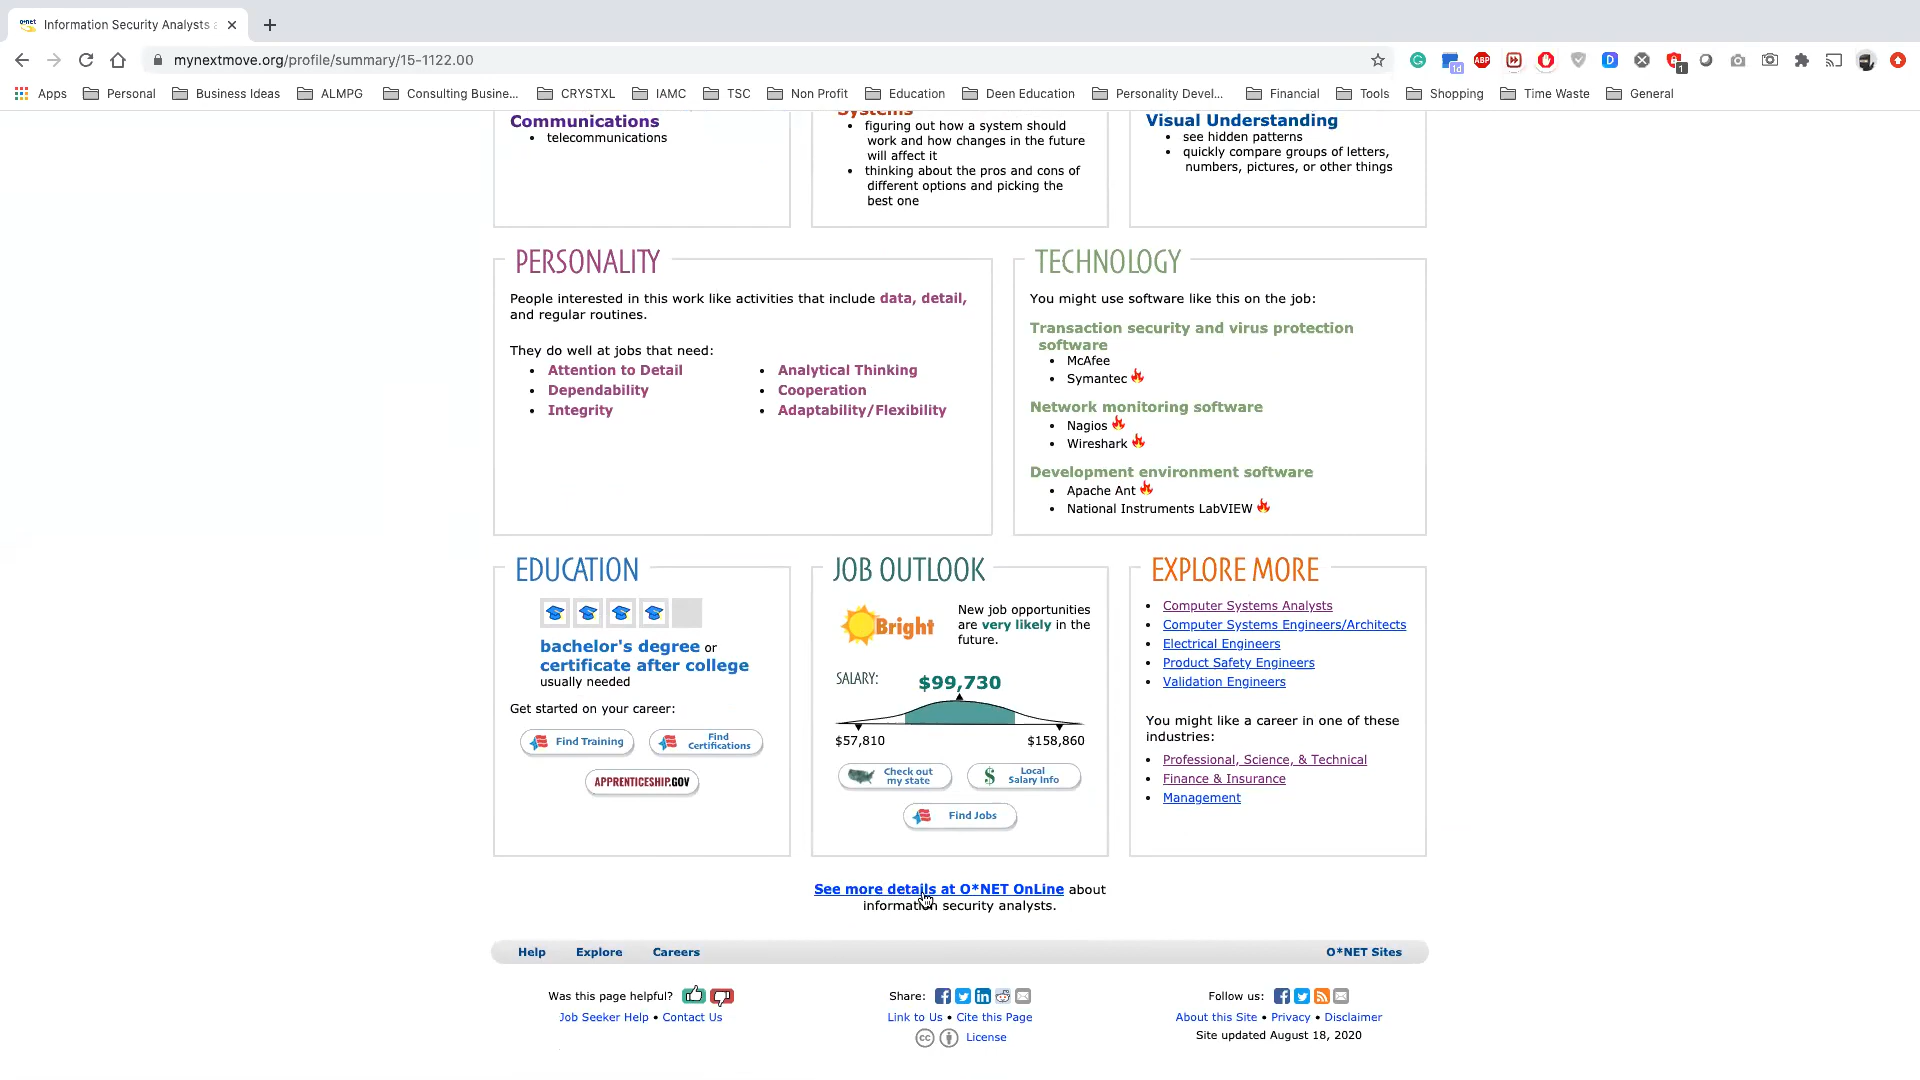 Information Security Analysts a
mynextmove.org/profile/summary/15-1122.00
1d
ABP
D
1
Apps
Personal
Business Ideas
ALMPG
Consulting Busine...
CRYSTXL
IAMC
TSC
Non Profit
Education
Deen Education
Personality Devel...
Financial
Tools
Shopping
Time Waste
General
Communications
• telecommunications
Systems
• figuring out how a system should
work and how changes in the future
will affect it
• thinking about the pros and cons of
different options and picking the
best one
Visual Understanding
• see hidden patterns
• quickly compare groups of letters,
numbers, pictures, or other things
PERSONALITY
People interested in this work like activities that include data, detail,
and regular routines.
They do well at jobs that need:
• Attention to Detail
• Dependability
• Integrity
• Analytical Thinking
• Cooperation
• Adaptability/Flexibility
TECHNOLOGY
You might use software like this on the job:
Transaction security and virus protection
software
• McAfee
• Symantec
Network monitoring software
• Nagios
• Wireshark
Development environment software
• Apache Ant
• National Instruments LabVIEW
EDUCATION
bachelor's degree or
certificate after college
usually needed
Get started on your career:
Find Training
Find
Certifications
APPRENTICESHIP.GOV
JOB OUTLOOK
Bright
New job opportunities
are very likely in the
future.
SALARY:
$99,730
$57,810
$158,860
Check out
my state
Local
Salary Info
Find Jobs
EXPLORE MORE
• Computer Systems Analysts
• Computer Systems Engineers/Architects
• Electrical Engineers
• Product Safety Engineers
• Validation Engineers
You might like a career in one of these
industries:
• Professional, Science, & Technical
• Finance & Insurance
• Management
See more details at O*NET OnLine about
information security analysts.
Help
Explore
Careers
O*NET Sites
Was this page helpful?
Job Seeker Help • Contact Us
Share:
Link to Us • Cite this Page
License
Follow us:
About this Site • Privacy • Disclaimer
Site updated August 18, 2020